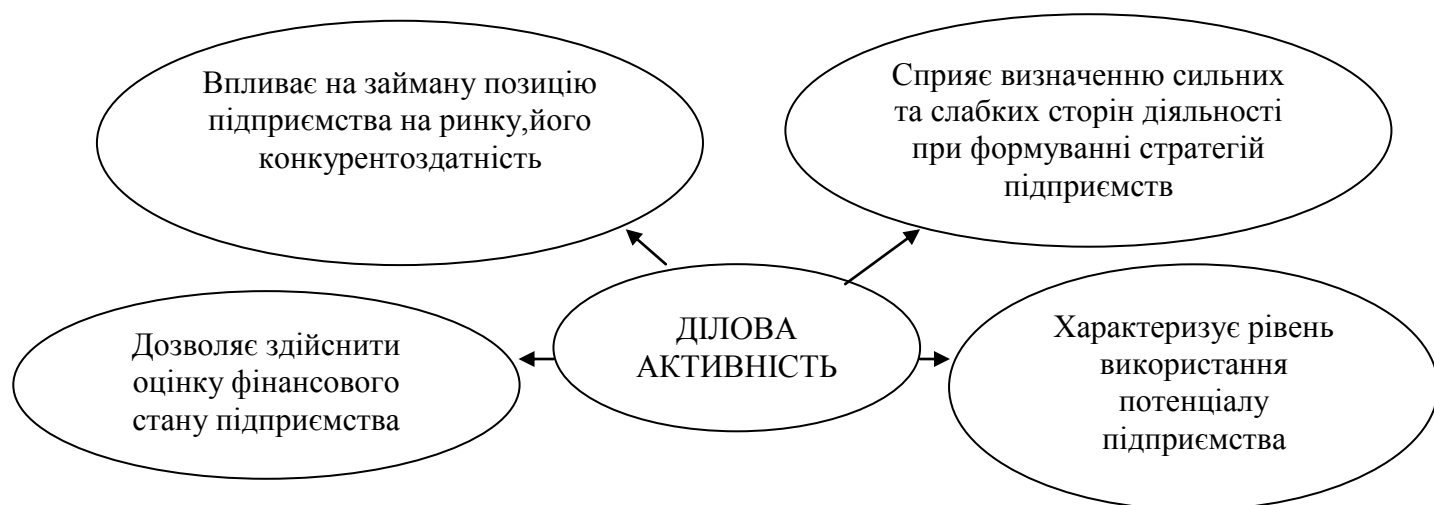 Впливає на займану позицію
підприємства на ринку,його
конкурентоздатність
Сприяє визначенню сильних
та слабких сторін діяльності
при формуванні стратегій
підприємств
ДІЛОВА
АКТИВНІСТЬ
Дозволяє здійснити
оцінку фінансового
стану підприємства
Характеризує рівень
використання
потенціалу
підприємства